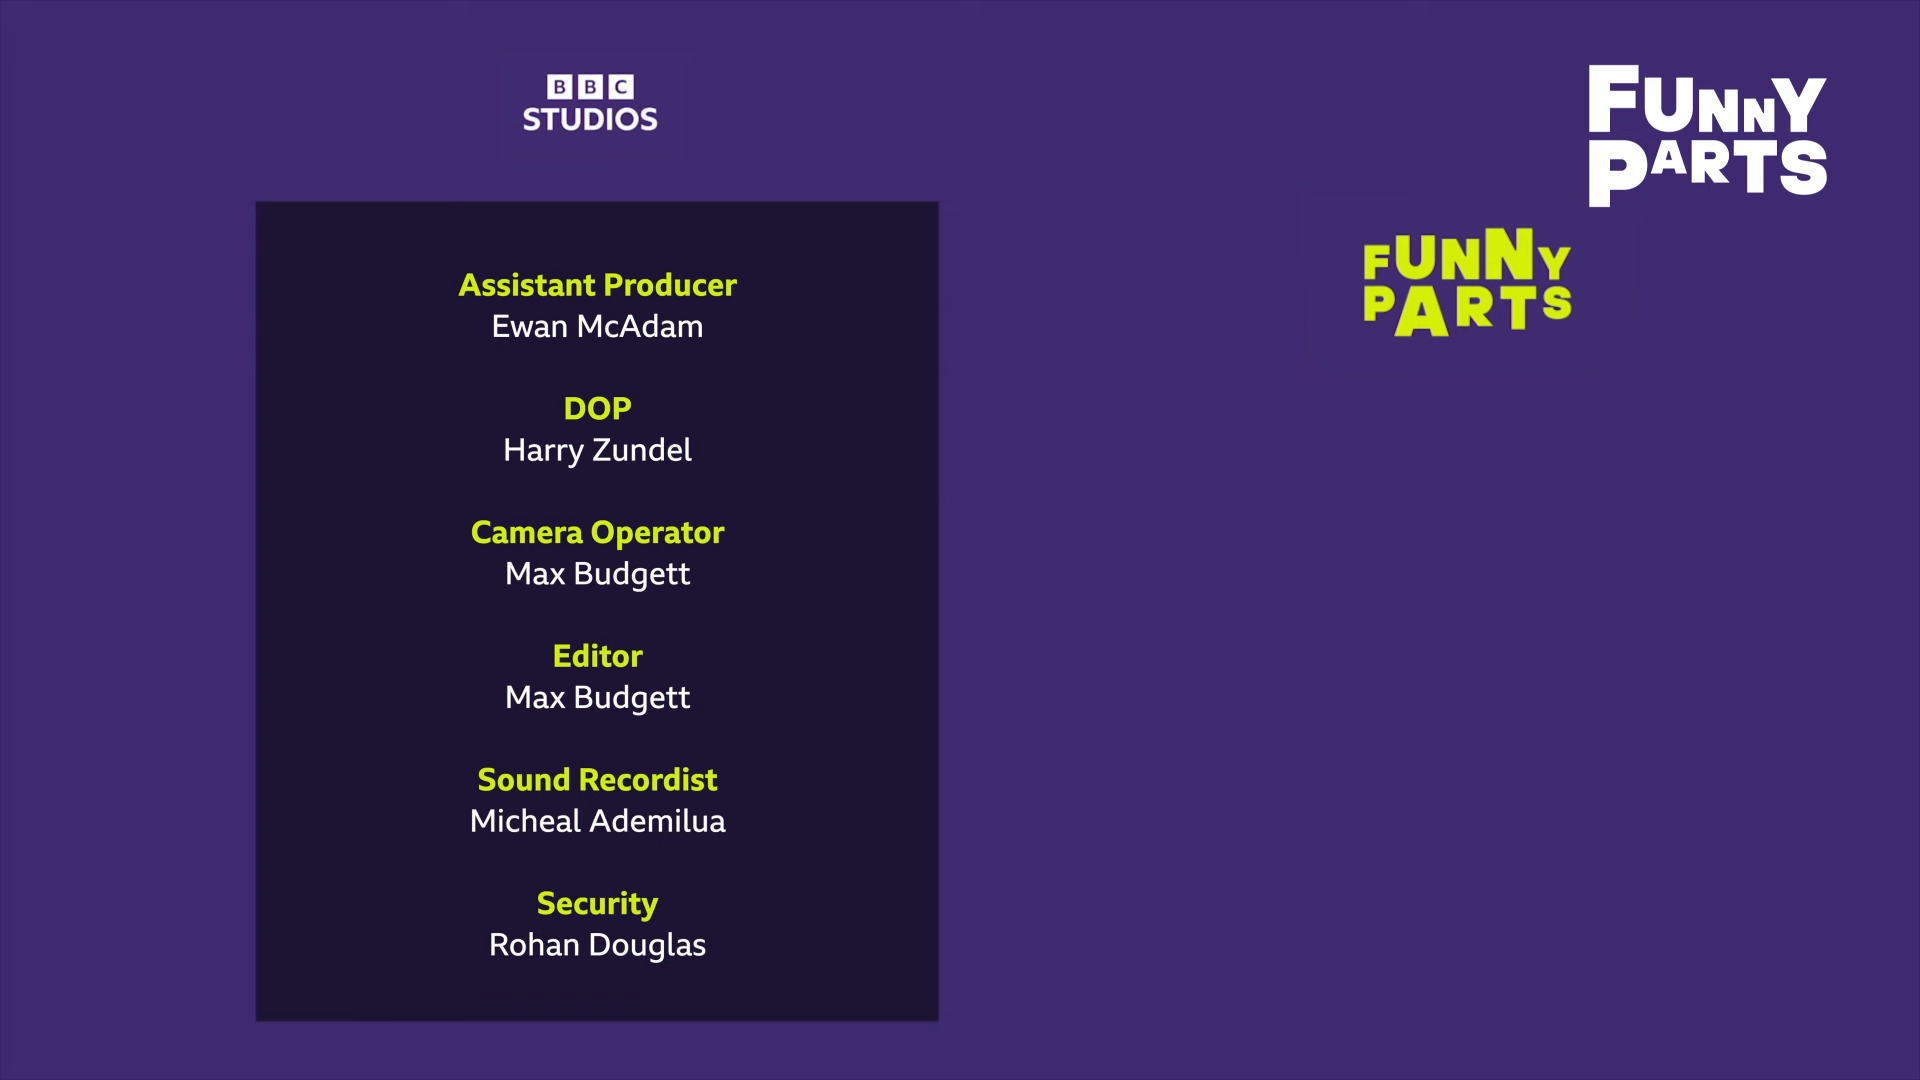 BBC
STUDIOS
FUNNY
PARTS
FUNNY
PARTS
Assistant Producer
Ewan McAdam
DOP
Harry Zundel
Camera Operator
Max Budgett
Editor
Max Budgett
Sound Recordist
Micheal Ademilua
Security
Rohan Douglas